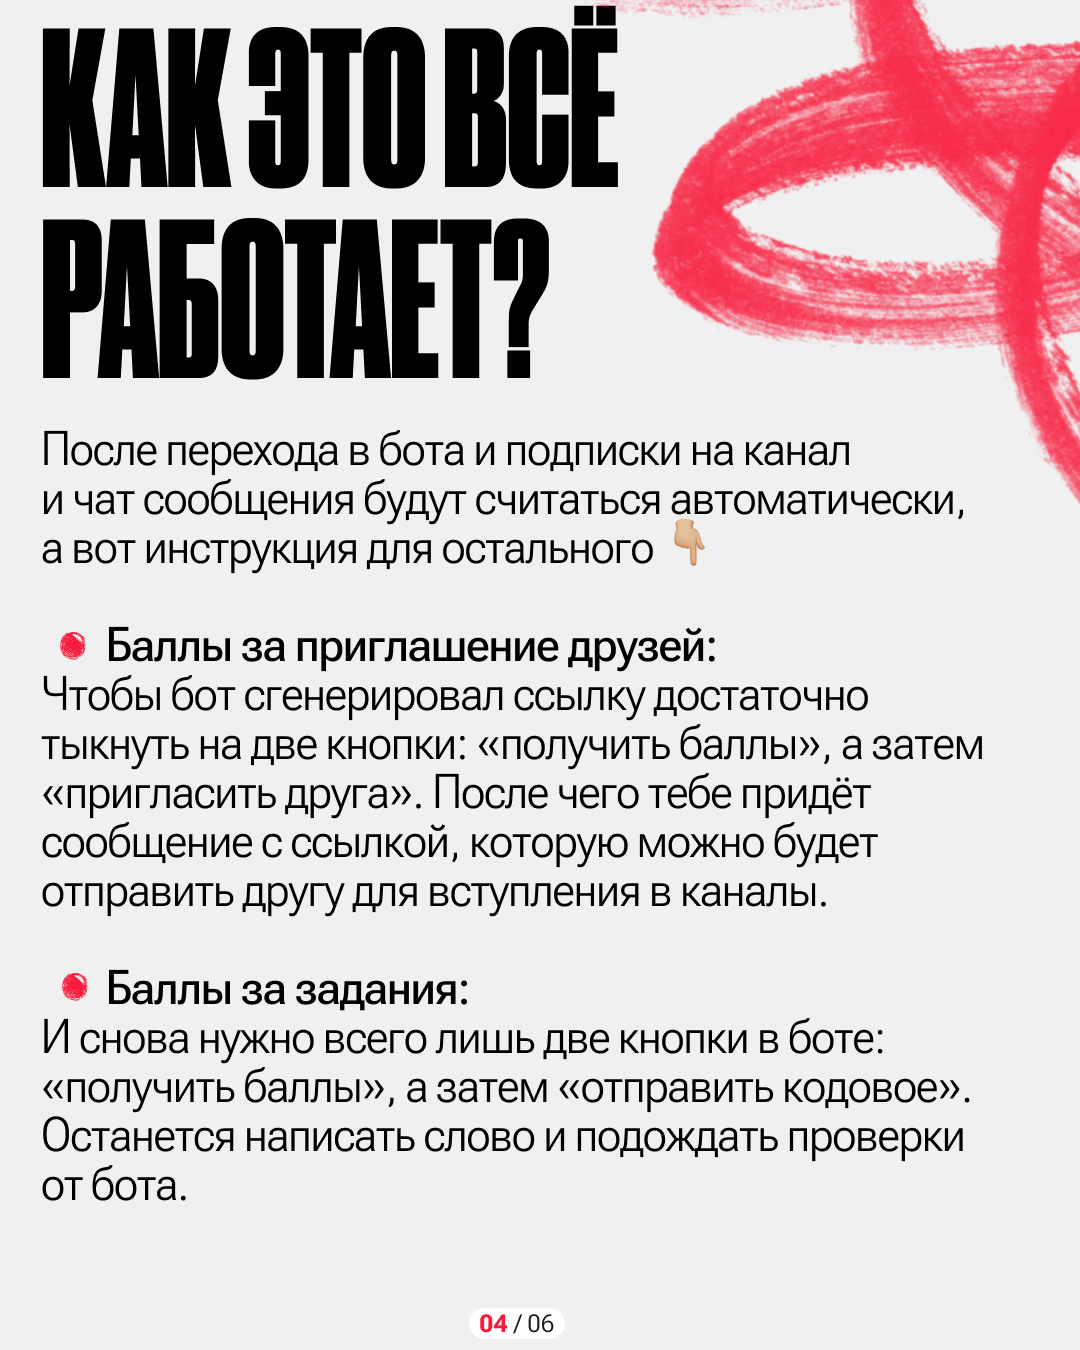 КАК ЭТО ВСЁ
РАБОТАЕТ?
После перехода в бота и подписки на канал
и чат сообщения будут считаться автоматически,
а вот инструкция для остального 👇🏼
Баллы за приглашение друзей:
Чтобы бот сгенерировал ссылку достаточно
тыкнуть на две кнопки: «получить баллы», а затем
«пригласить друга». После чего тебе придёт
сообщение с ссылкой, которую можно будет
отправить другу для вступления в каналы.
Баллы за задания:
И снова нужно всего лишь две кнопки в боте:
«получить баллы», а затем «отправить кодовое».
Останется написать слово и подождать проверки
от бота.
04 / 06